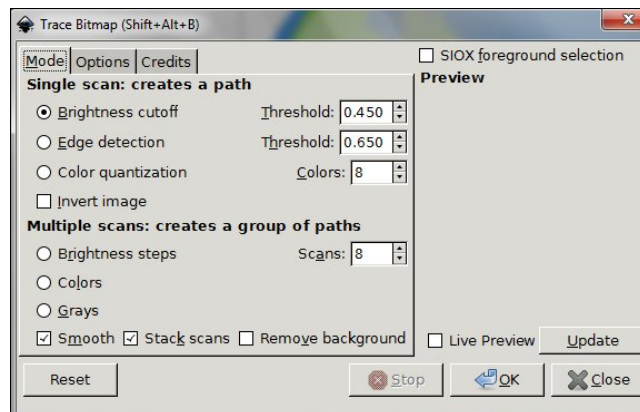 Trace Bitmap (Shift+Alt+B)
Mode Options Credits
SIOX foreground selection
Preview
Single scan: creates a path
Brightness cutoff Threshold: 0.450
Edge detection Threshold: 0.650
Color quantization Colors: 8
Invert image
Multiple scans: creates a group of paths
Brightness steps Scans: 8
Colors
Grays
Smooth Stack scans Remove background
Live Preview Update
Reset Stop OK Close